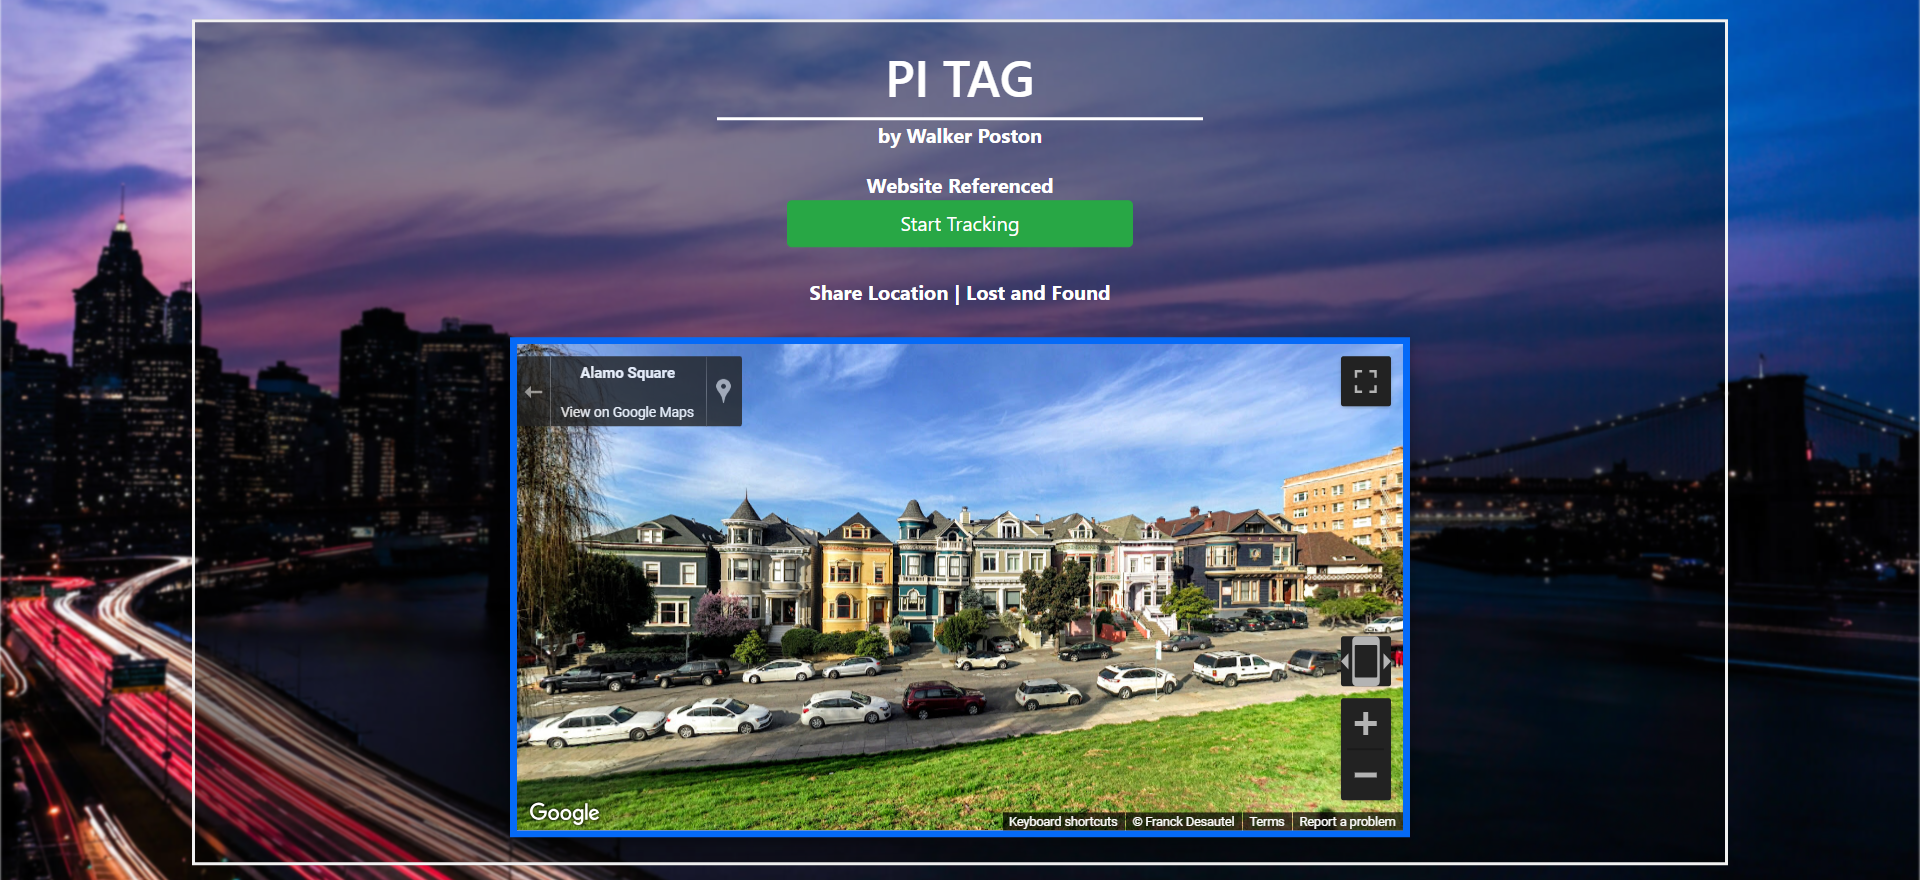 PI TAG
by Walker Poston
Website Referenced
Start Tracking
Share Location | Lost and Found
Alamo Square
View on Google Maps
Google
Keyboard shortcuts
© Franck Desautel
Terms
Report a problem